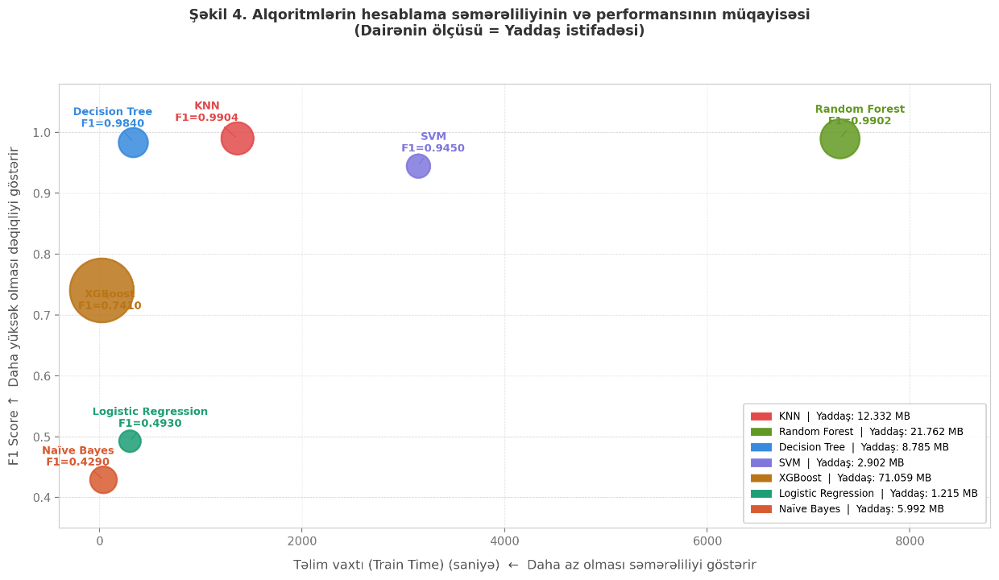 Şəkil 4. Alqoritmlərin hesablama səmərəliliyinin və performansının müqayisəsi
(Dairənin ölçüsü = Yaddaş istifadəsi)
F1 Score ↑ Daha yüksək olması dəqiqliyi göstərir
1.0
0.9
0.8
0.7
0.6
0.5
0.4
Decision Tree
F1=0.9840
KNN
F1=0.9904
SVM
F1=0.9450
Random Forest
F1=0.9902
XGBoost
F1=0.7410
Logistic Regression
F1=0.4930
Naïve Bayes
F1=0.4290
KNN | Yaddaş: 12.332 MB
Random Forest | Yaddaş: 21.762 MB
Decision Tree | Yaddaş: 8.785 MB
SVM | Yaddaş: 2.902 MB
XGBoost | Yaddaş: 71.059 MB
Logistic Regression | Yaddaş: 1.215 MB
Naïve Bayes | Yaddaş: 5.992 MB
0 2000 4000 6000 8000
Təlim vaxtı (Train Time) (saniyə) ← Daha az olması səmərəliliyi göstərir